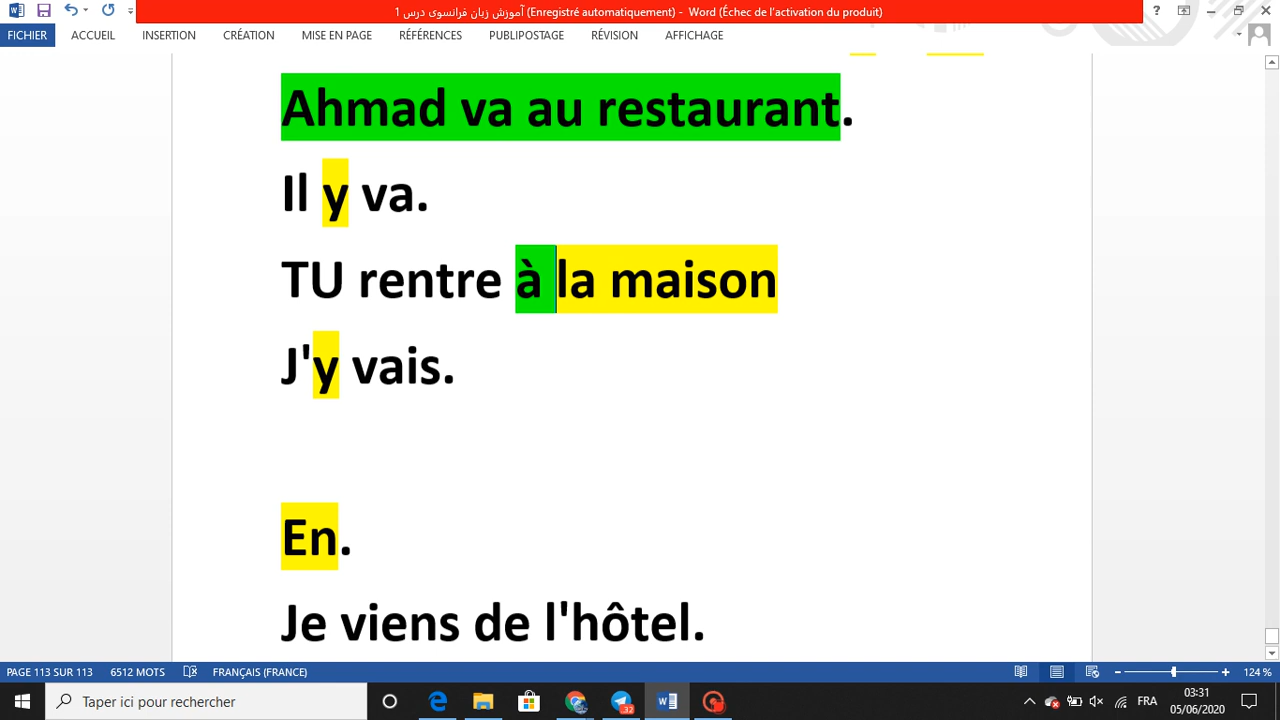 آموزش زبان فرانسوی درس 1 (Enregistré automatiquement) - Word (Échec de l'activation du produit)
?
FICHIER ACCUEIL INSERTION CRÉATION MISE EN PAGE RÉFÉRENCES PUBLIPOSTAGE RÉVISION AFFICHAGE
Ahmad va au restaurant.
Il y va.
TU rentre à la maison
J'y vais.
En.
Je viens de l'hôtel.
PAGE 113 SUR 113 6512 MOTS FRANÇAIS (FRANCE) 124 %
Taper ici pour rechercher 32 FRA 03:31
05/06/2020